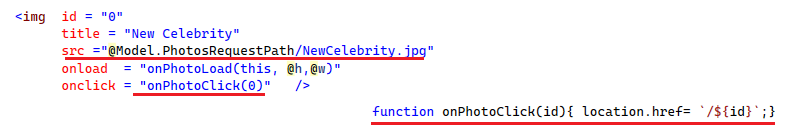 <img id = "0"
title = "New Celebrity"
src ="@Model.PhotosRequestPath/NewCelebrity.jpg"
onload = "onPhotoLoad(this, @h,@w)"
onclick = "onPhotoClick(0)" />
function onPhotoClick(id){ location.href= `/${id}`;}